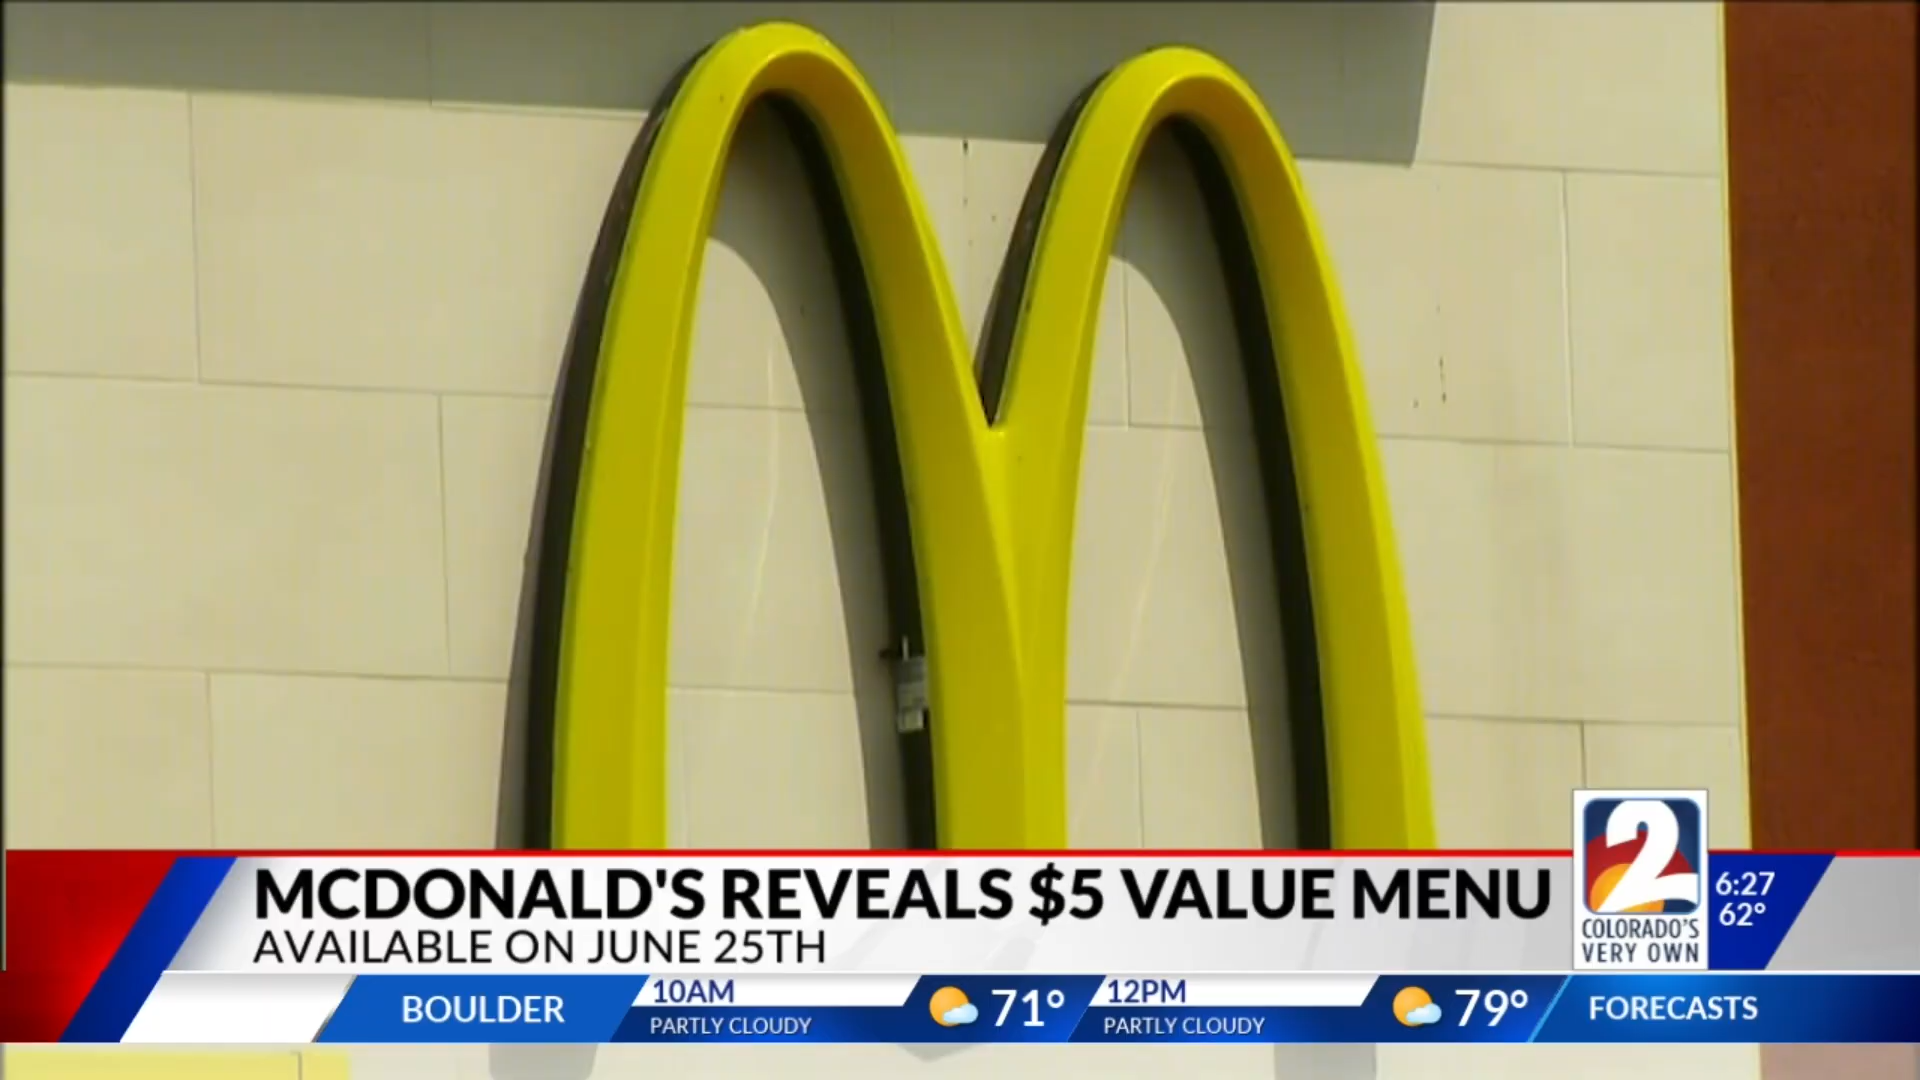 MCDONALD'S REVEALS $5 VALUE MENU
AVAILABLE ON JUNE 25TH
2
COLORADO'S
VERY OWN
6:27
62°
BOULDER
10AM
PARTLY CLOUDY
71°
12PM
PARTLY CLOUDY
79°
FORECASTS